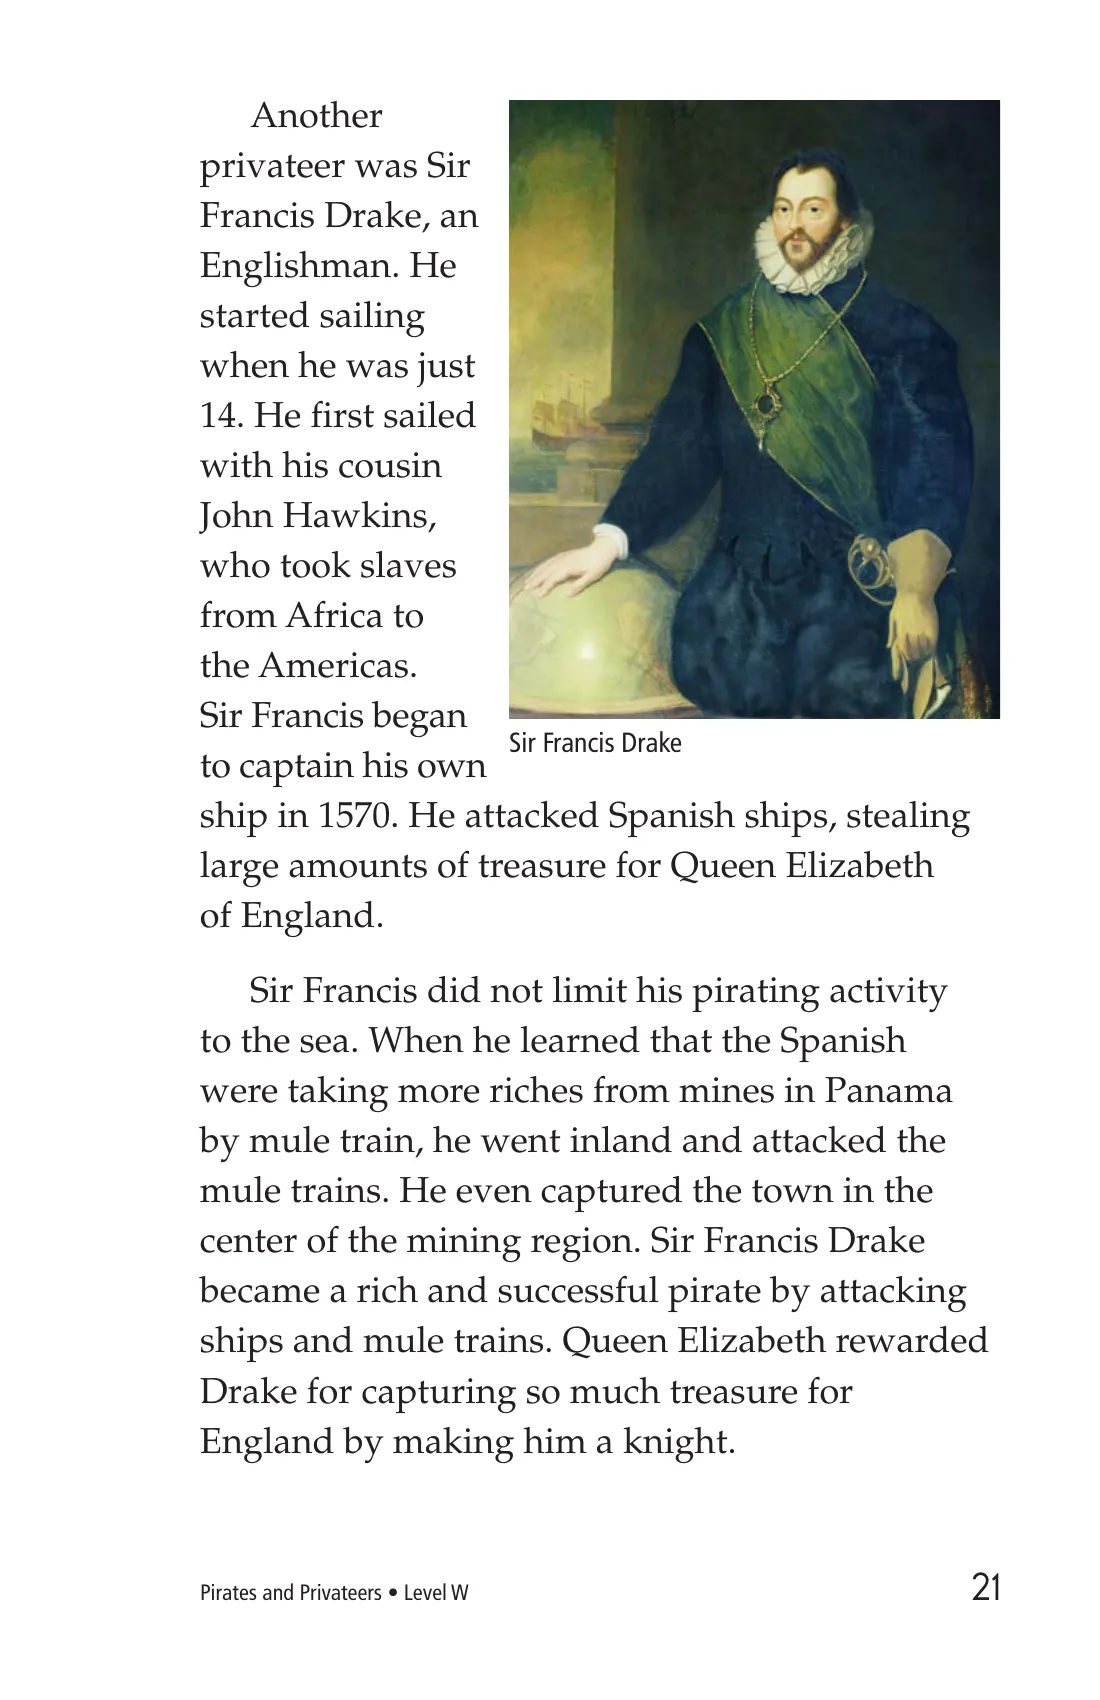 Another
privateer was Sir
Francis Drake, an
Englishman. He
started sailing
when he was just
14. He first sailed
with his cousin
John Hawkins,
who took slaves
from Africa to
the Americas.
Sir Francis began
to captain his own
ship in 1570. He attacked Spanish ships, stealing
large amounts of treasure for Queen Elizabeth
of England.
Sir Francis Drake
Sir Francis did not limit his pirating activity
to the sea. When he learned that the Spanish
were taking more riches from mines in Panama
by mule train, he went inland and attacked the
mule trains. He even captured the town in the
center of the mining region. Sir Francis Drake
became a rich and successful pirate by attacking
ships and mule trains. Queen Elizabeth rewarded
Drake for capturing so much treasure for
England by making him a knight.
Pirates and Privateers • Level W
21